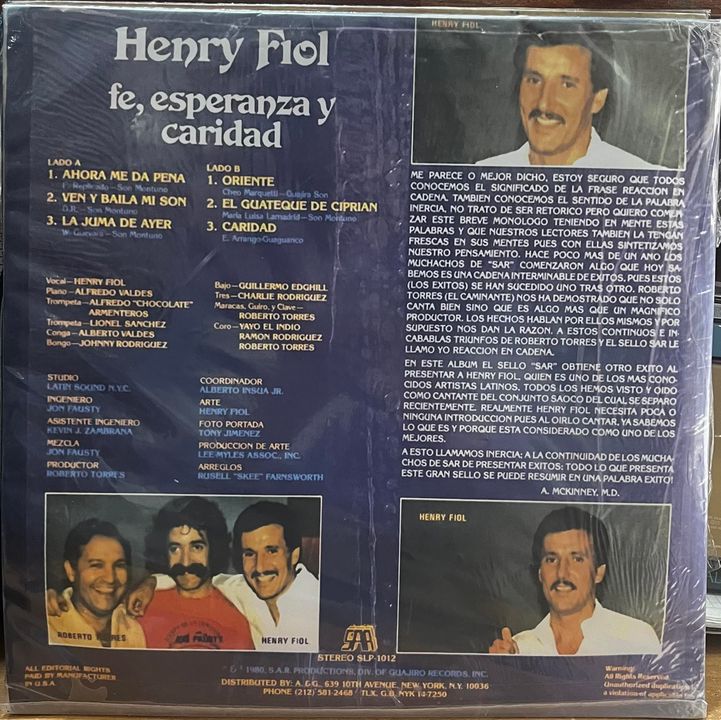 Henry Fiol
fe, esperanza y
caridad
LADO A
1. AHORA ME DA PENA
F. Replicado—Son Montuno
2. VEN Y BAILA MI SON
D.R.—Son Montuno
3. LA JUMA DE AYER
W. Guevara—Son Montuno
LADO B
1. ORIENTE
Cheo Marquetti—Guajira Son
2. EL GUATEQUE DE CIPRIAN
Maria Luisa Lamadrid—Son Montuno
3. CARIDAD
E. Arrango-Guaguanco
Vocal—HENRY FIOL
Piano—ALFREDO VALDES
Trompeta—ALFREDO "CHOCOLATE"
ARMENTEROS
Trompeta—LIONEL SANCHEZ
Conga—ALBERTO VALDES
Bongo—JOHNNY RODRIGUEZ
Bajo—GUILLERMO EDGHILL
Tres—CHARLIE RODRIGUEZ
Maracas, Guiro, y Clave—
ROBERTO TORRES
Coro—YAYO EL INDIO
RAMON RODRIGUEZ
ROBERTO TORRES
STUDIO
LATIN SOUND N.Y.C.
INGENIERO
JON FAUSTY
ASISTENTE INGENIERO
KEVIN J. ZAMBRANA
MEZCLA
JON FAUSTY
PRODUCTOR
ROBERTO TORRES
COORDINADOR
ALBERTO INSUA JR.
ARTE
HENRY FIOL
FOTO PORTADA
TONY JIMENEZ
PRODUCCION DE ARTE
LEE-MYLES ASSOC., INC.
ARREGLOS
RUSELL "SKEE" FARNSWORTH
HENRY FIOL
ME PARECE O MEJOR DICHO, ESTOY SEGURO QUE TODOS
CONOCEMOS EL SIGNIFICADO DE LA FRASE REACCION EN
CADENA. TAMBIEN CONOCEMOS EL SENTIDO DE LA PALABRA
INERCIA, NO TRATO DE SER RETORICO PERO QUIERO COMEN-
ZAR ESTE BREVE MONOLOGO TENIENDO EN MENTE ESTAS
PALABRAS Y QUE NUESTROS LECTORES TAMBIEN LA TENGAN
FRESCAS EN SUS MENTES PUES CON ELLAS SINTETIZAMOS
NUESTRO PENSAMIENTO. HACE POCO MAS DE UN ANO LOS
MUCHACHOS DE "SAR" COMENZARON ALGO QUE HOY SA-
BEMOS ES UNA CADENA INTERMINABLE DE EXITOS, PUES ESTOS
(LOS EXITOS) SE HAN SUCEDIDO UNO TRAS OTRO. ROBERTO
TORRES (EL CAMINANTE) NOS HA DEMOSTRADO QUE NO SOLO
CANTA BIEN SINO QUE ES ALGO MAS QUE UN MAGNIFICO
PRODUCTOR. LOS HECHOS HABLAN POR ELLOS MISMOS Y POR
SUPUESTO NOS DAN LA RAZON. A ESTOS CONTINUOS E IN-
CABABLAS TRIUNFOS DE ROBERTO TORRES Y EL SELLO SAR LE
LLAMO YO REACCION EN CADENA.
EN ESTE ALBUM EL SELLO "SAR" OBTIENE OTRO EXITO AL
PRESENTAR A HENRY FIOL, QUIEN ES UNO DE LOS MAS CONO-
CIDOS ARTISTAS LATINOS. TODOS LOS HEMOS VISTO Y OIDO
COMO CANTANTE DEL CONJUNTO SAOCO DEL CUAL SE SEPARO
RECIENTEMENTE. REALMENTE HENRY FIOL NECESITA POCA O
NINGUNA INTRODUCCION PUES AL OIRLO CANTAR, YA SABEMOS
LO QUE ES Y PORQUE ESTA CONSIDERADO COMO UNO DE LOS
MEJORES.
A ESTO LLAMAMOS INERCIA; A LA CONTINUIDAD DE LOS MUCHA-
CHOS DE SAR DE PRESENTAR EXITOS; TODO LO QUE PRESENTA
ESTE GRAN SELLO SE PUEDE RESUMIR EN UNA PALABRA EXITO!
A. MCKINNEY, M.D.
ROBERTO TORRES
JON FAUSTY
HENRY FIOL
HENRY FIOL
SAR
STEREO SLP-1012
ALL EDITORIAL RIGHTS
PAID BY MANUFACTURER
IN U.S.A.
1980, S.A.R. PRODUCTIONS, DIV. OF GUAJIRO RECORDS, INC.
DISTRIBUTED BY: A.&G., 639 10TH AVENUE, NEW YORK, N.Y. 10036
PHONE (212) 581-2468 TLX. G.B. NYK 14-7250
Warning:
All Rights Reserved.
Unauthorized duplication
a violation of applicable